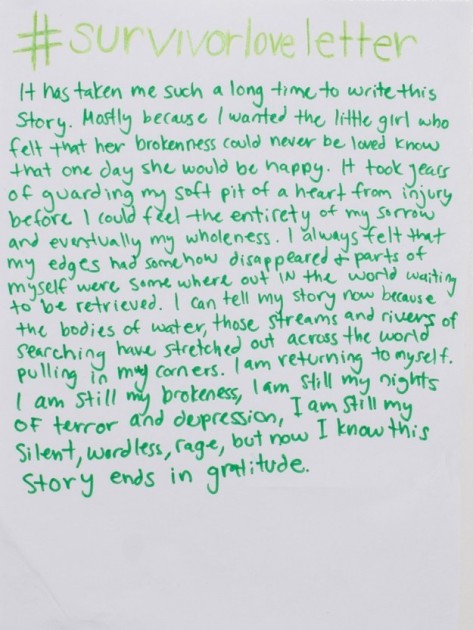 #survivorloveletter
It has taken me such a long time to write this
story. Mostly because I wanted the little girl who
felt that her brokenness could never be loved know
that one day she would be happy. It took years
of guarding my soft pit of a heart from injury
before I could feel the entirety of my sorrow
and eventually my wholeness. I always felt that
my edges had somehow disappeared & parts of
myself were some where out in the world waiting
to be retrieved. I can tell my story now because
the bodies of water, those streams and rivers of
searching have stretched out across the world
pulling in my corners. I am returning to myself.
I am still my brokeness, I am still my nights
of terror and depression, I am still my
silent, wordless, rage, but now I know this
story ends in gratitude.